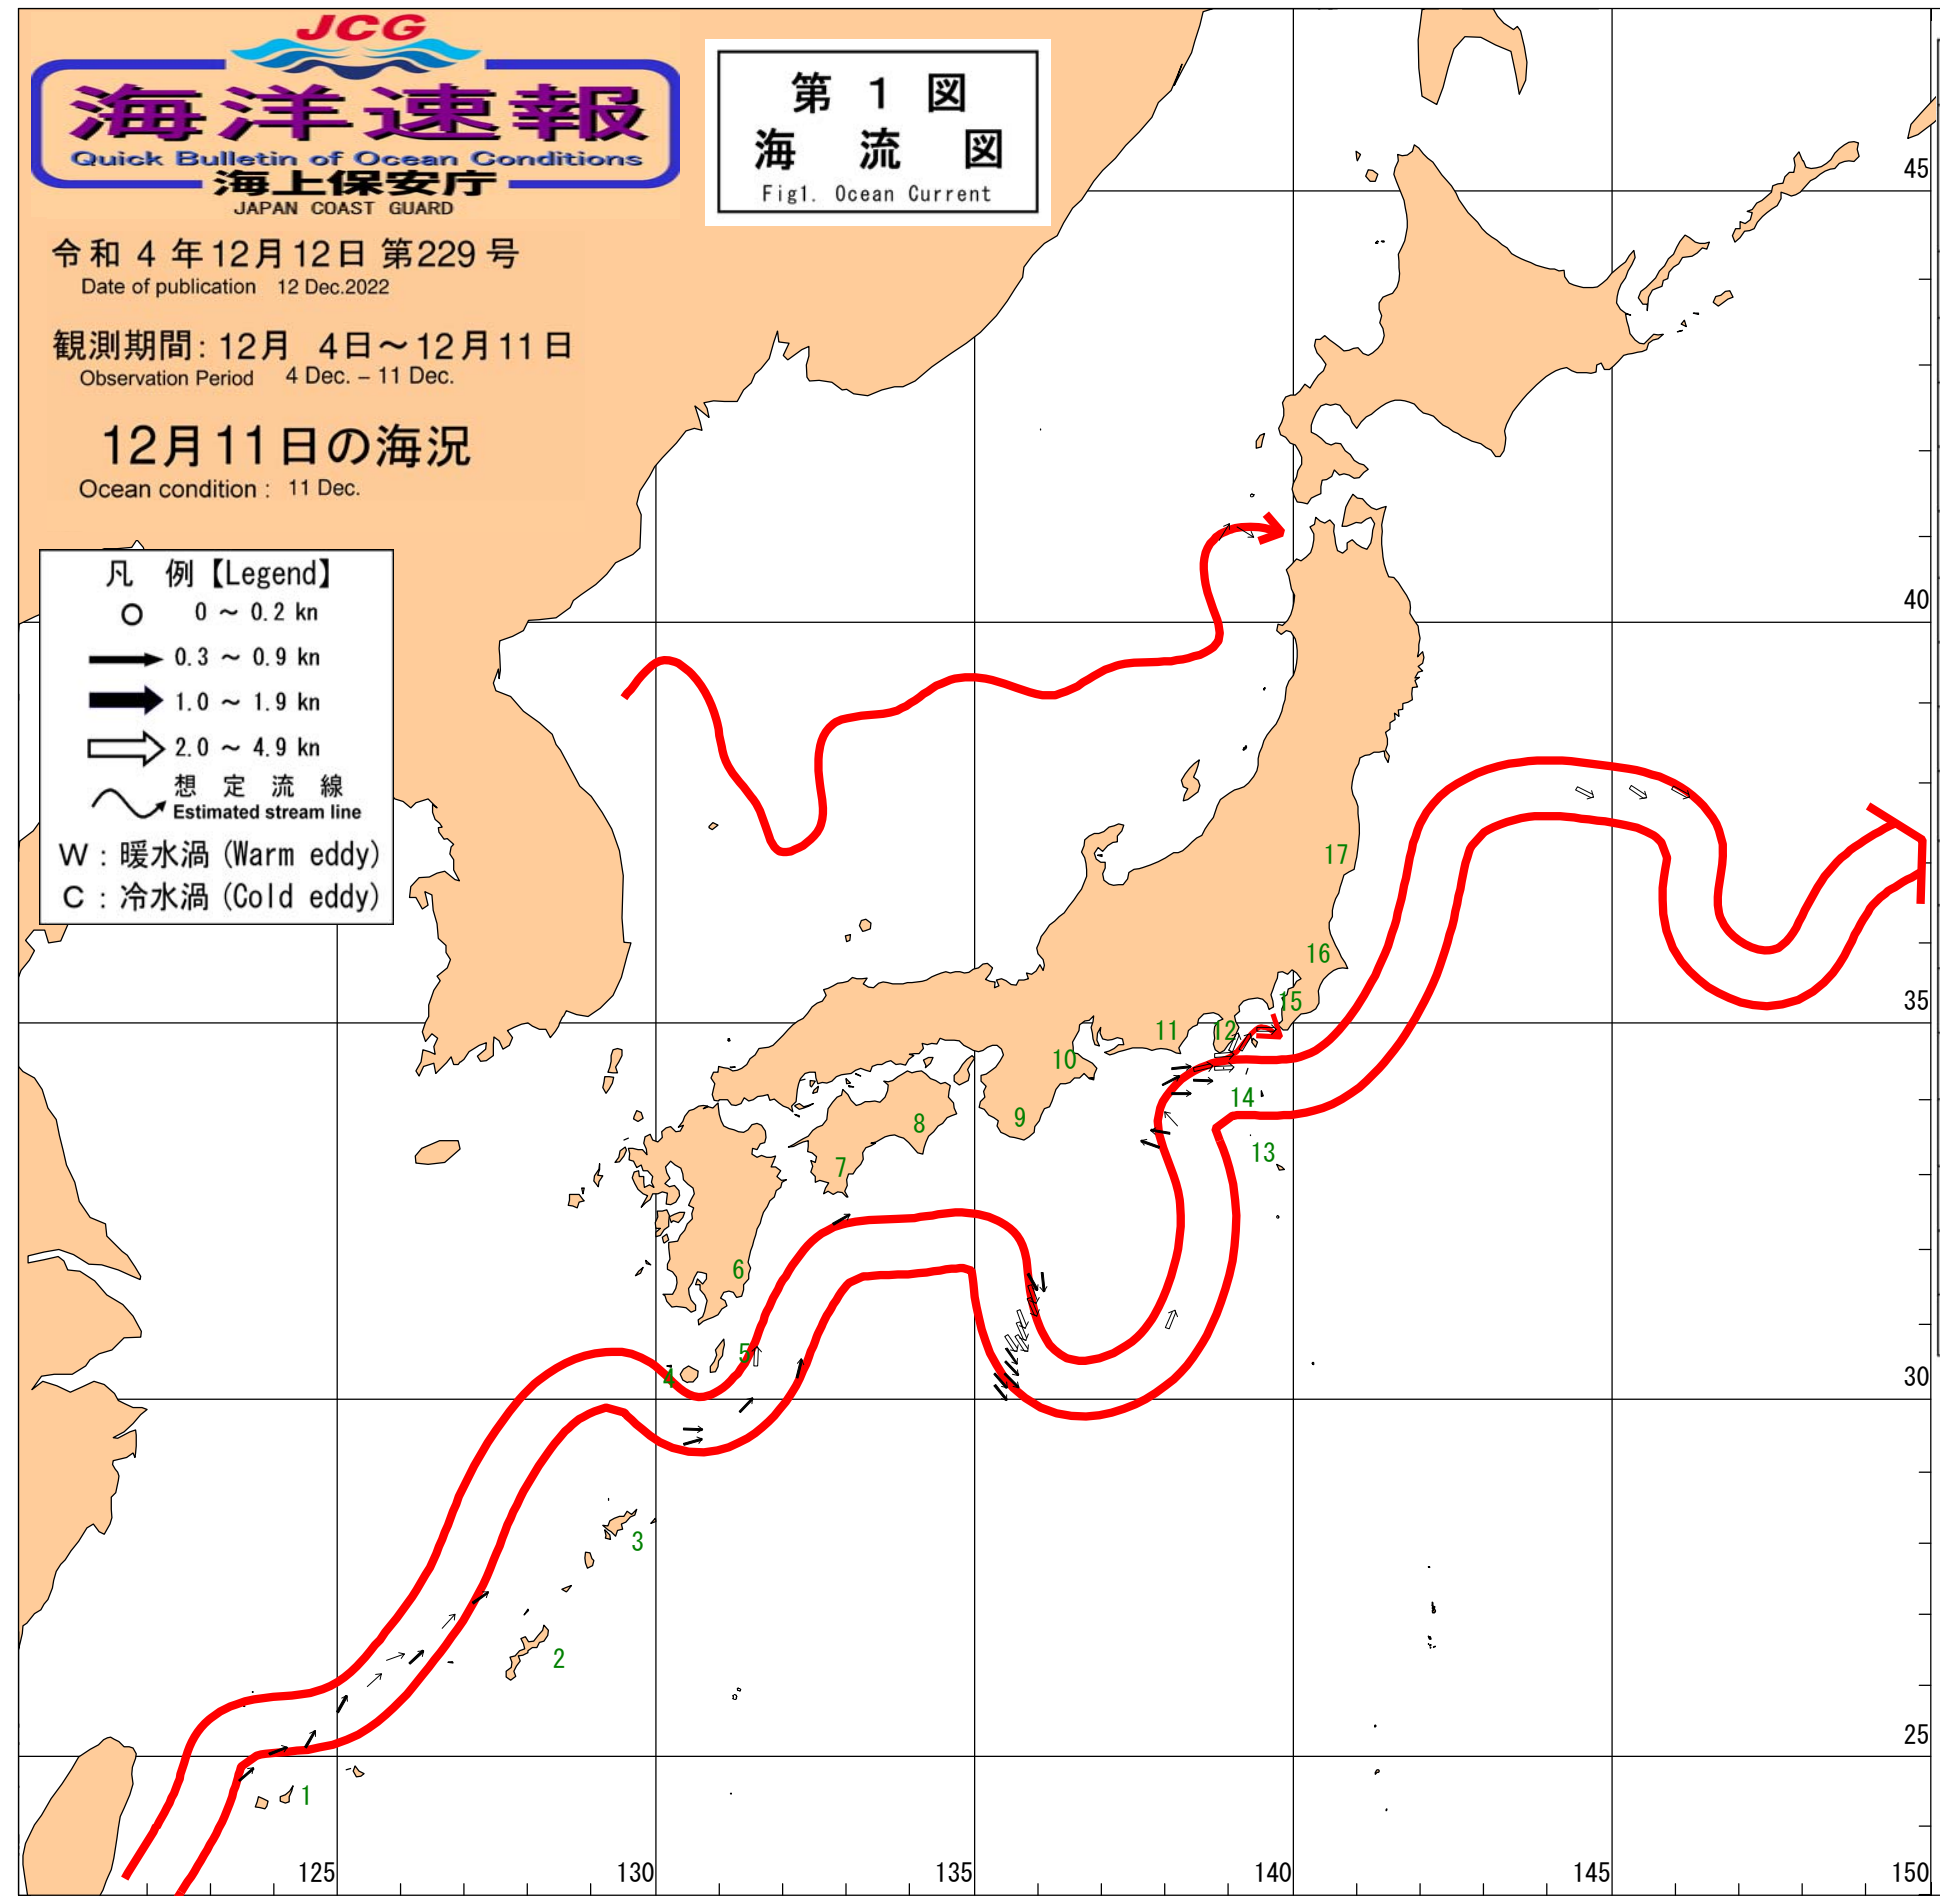 JCG
海洋速報
Quick Bulletin of Ocean Conditions
海上保安庁
JAPAN COAST GUARD
第 1 図
海 流 図
Fig1. Ocean Current
令和 4 年12月12日 第229号
Date of publication 12 Dec.2022
観測期間: 12月 4日～12月11日
Observation Period 4 Dec. – 11 Dec.
12月11日の海況
Ocean condition : 11 Dec.
凡 例【Legend】
0 ～ 0.2 kn
0.3 ～ 0.9 kn
1.0 ～ 1.9 kn
2.0 ～ 4.9 kn
想 定 流 線
Estimated stream line
W : 暖水渦 (Warm eddy)
C : 冷水渦 (Cold eddy)
45
40
17
16
35
15
12
11
10
14
9
8
13
7
6
5
4
30
3
2
25
1
125
130
135
140
145
150